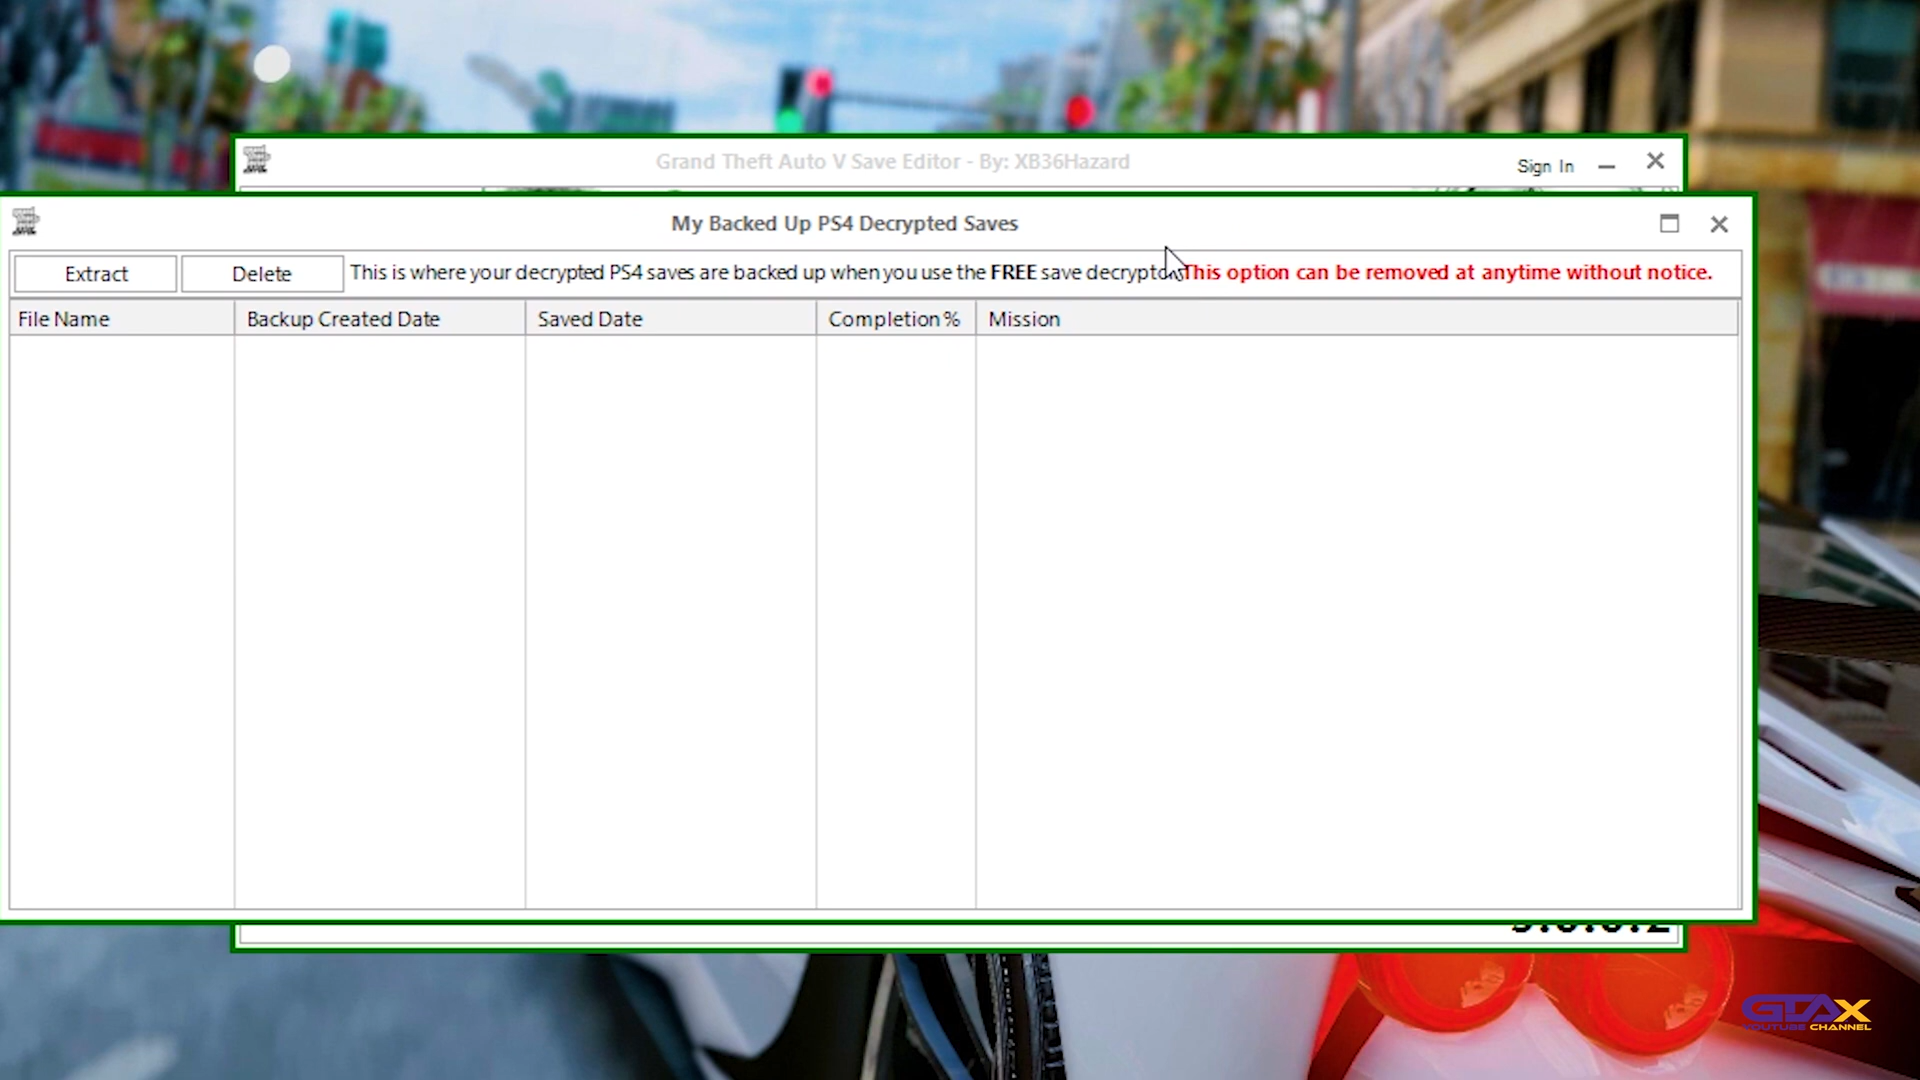 Grand Theft Auto V Save Editor - By: XB36Hazard
Sign In
My Backed Up PS4 Decrypted Saves
Extract
Delete
This is where your decrypted PS4 saves are backed up when you use the FREE save decrypto
This option can be removed at anytime without notice.
File Name
Backup Created Date
Saved Date
Completion %
Mission
GTAX
YOUTUBE CHANNEL